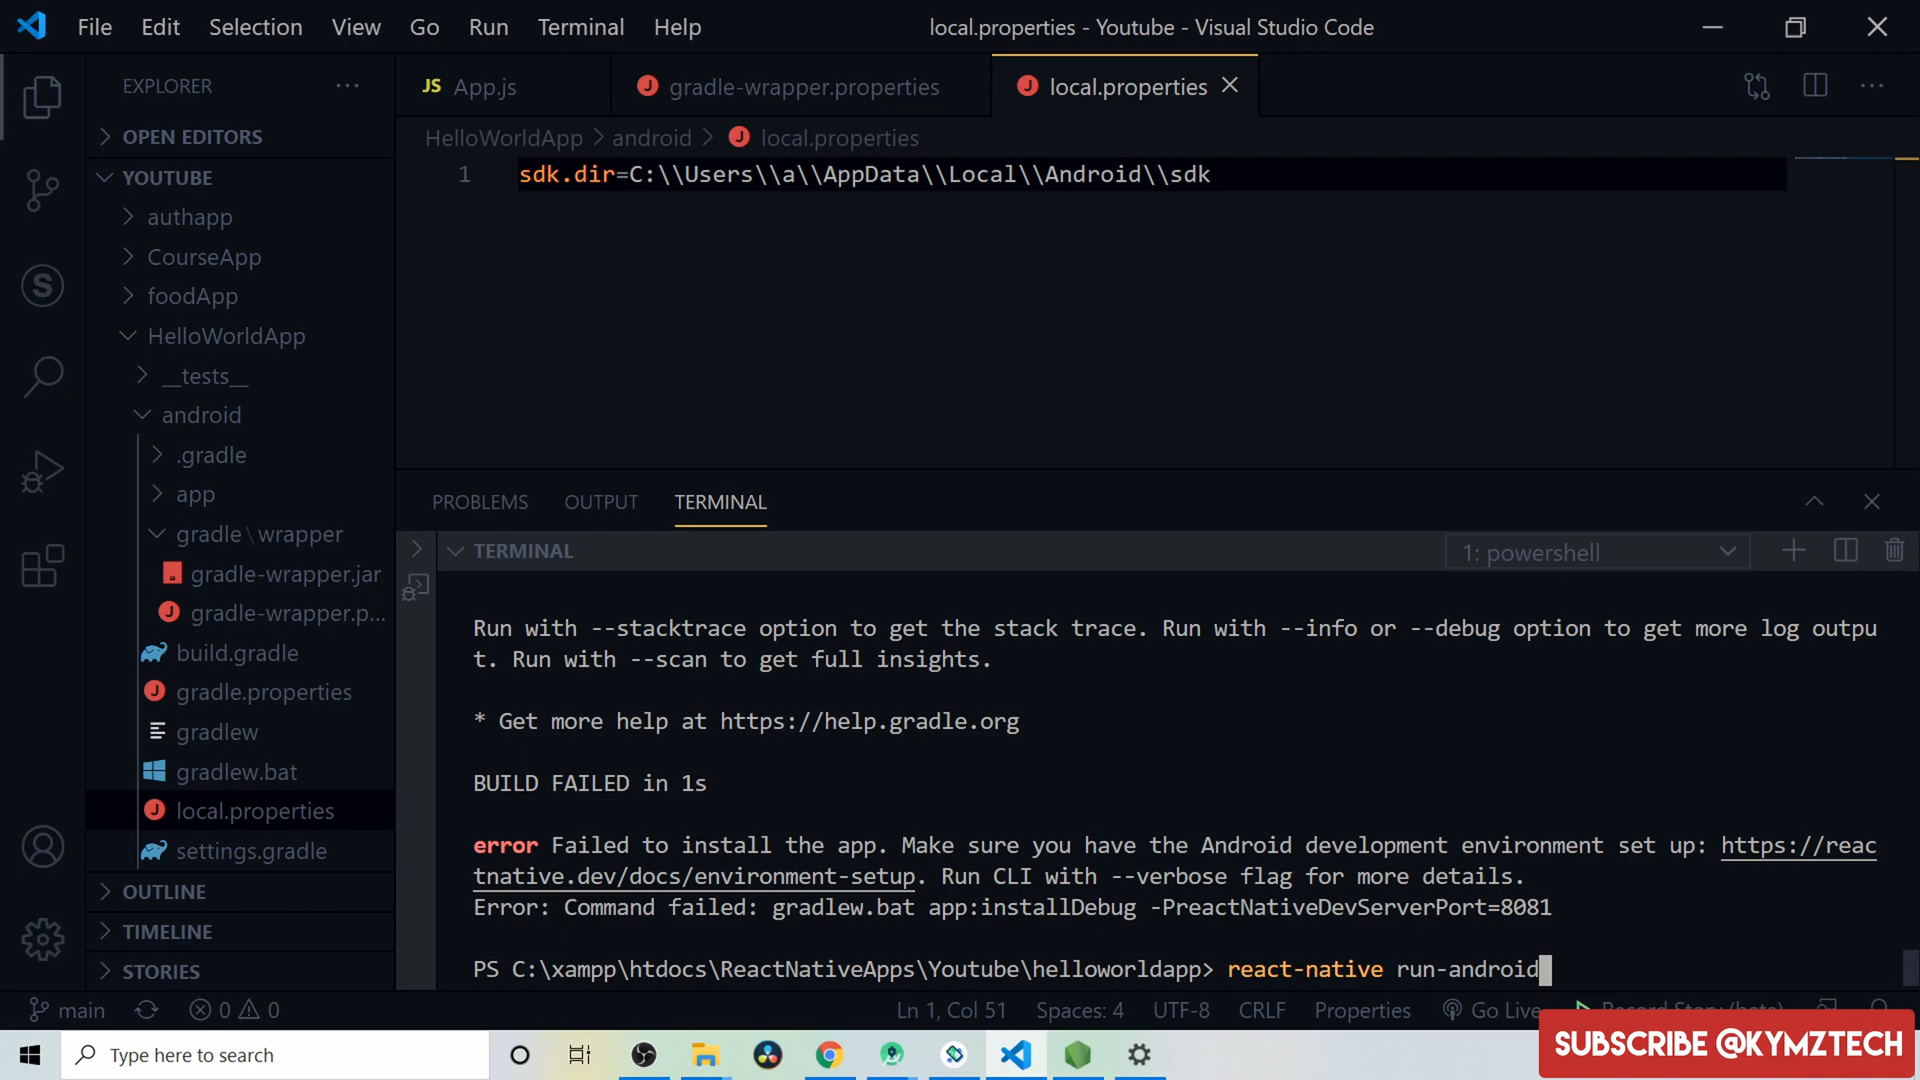 File Edit Selection View Go Run Terminal Help
local.properties - Youtube - Visual Studio Code
EXPLORER
OPEN EDITORS
YOUTUBE
authapp
CourseApp
foodApp
HelloWorldApp
__tests__
android
.gradle
app
gradle\wrapper
gradle-wrapper.jar
gradle-wrapper.p...
build.gradle
gradle.properties
gradlew
gradlew.bat
local.properties
settings.gradle
OUTLINE
TIMELINE
STORIES
JS App.js
J gradle-wrapper.properties
J local.properties
HelloWorldApp > android > J local.properties
1 sdk.dir=C:\\Users\\a\\AppData\\Local\\Android\\sdk
PROBLEMS OUTPUT TERMINAL
TERMINAL
1: powershell
Run with --stacktrace option to get the stack trace. Run with --info or --debug option to get more log outpu
t. Run with --scan to get full insights.
* Get more help at https://help.gradle.org
BUILD FAILED in 1s
error Failed to install the app. Make sure you have the Android development environment set up: https://reac
tnative.dev/docs/environment-setup. Run CLI with --verbose flag for more details.
Error: Command failed: gradlew.bat app:installDebug -PreactNativeDevServerPort=8081
PS C:\xampp\htdocs\ReactNativeApps\Youtube\helloworldapp> react-native run-android
main 0 0
Ln 1, Col 51 Spaces: 4 UTF-8 CRLF Properties Go Live
SUBSCRIBE @KYMZTECH
Type here to search